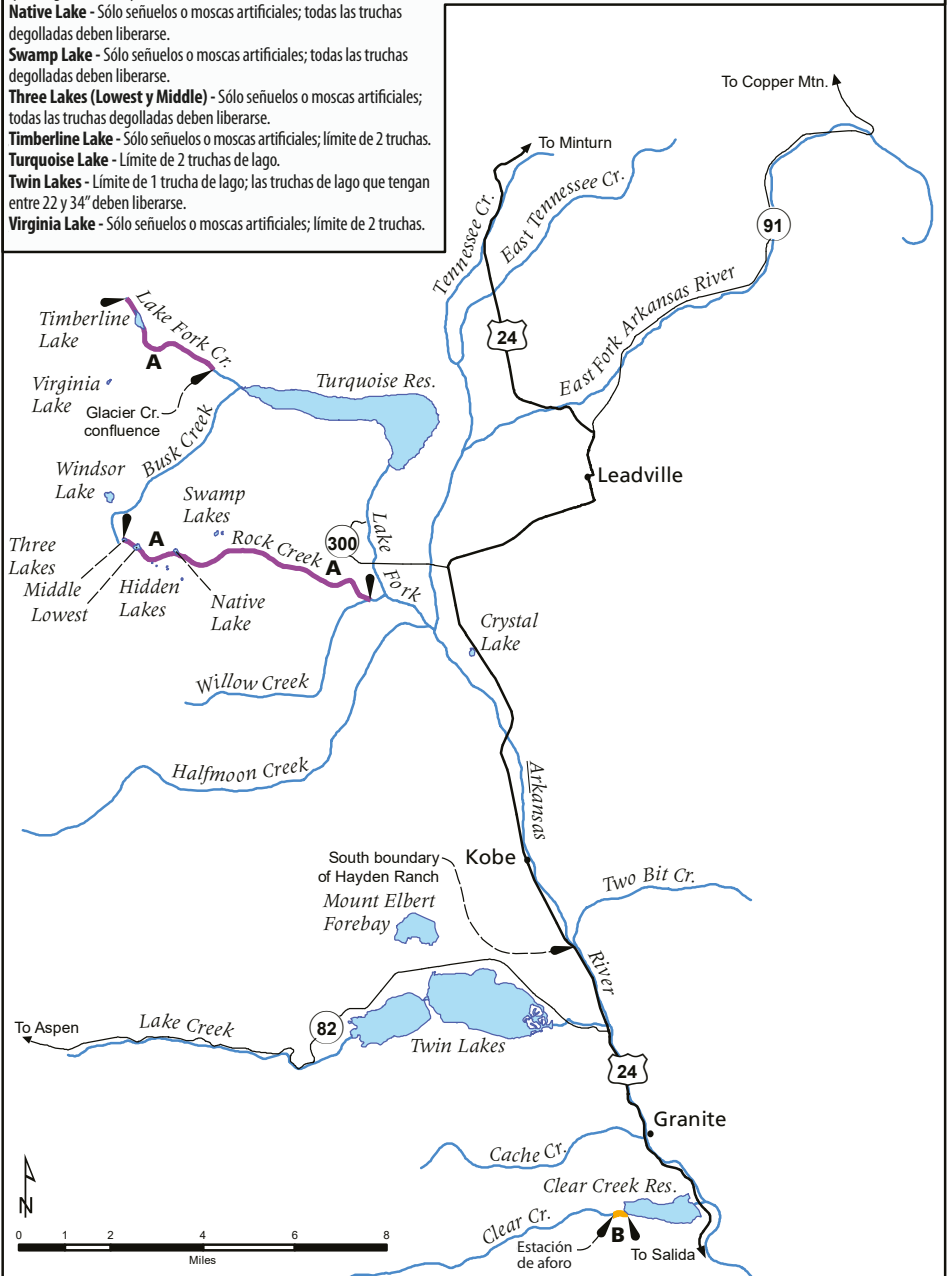 Native Lake - Sólo señuelos o moscas artificiales; todas las truchas
degolladas deben liberarse.
Swamp Lake - Sólo señuelos o moscas artificiales; todas las truchas
degolladas deben liberarse.
Three Lakes (Lowest y Middle) - Sólo señuelos o moscas artificiales;
todas las truchas degolladas deben liberarse.
Timberline Lake - Sólo señuelos o moscas artificiales; límite de 2 truchas.
Turquoise Lake - Límite de 2 truchas de lago.
Twin Lakes - Límite de 1 trucha de lago; las truchas de lago que tengan
entre 22 y 34” deben liberarse.
Virginia Lake - Sólo señuelos o moscas artificiales; límite de 2 truchas.
To Copper Mtn.
To Minturn
Tennessee Cr.
East Tennessee Cr.
91
24
East Fork Arkansas River
Lake Fork Cr.
Timberline
Lake
A
Virginia
Lake
Glacier Cr.
confluence
Turquoise Res.
Busk Creek
Leadville
Windsor
Lake
Swamp
Lakes
300
Lake
Fork
Three
Lakes
Middle
Lowest
A
Hidden
Lakes
Native
Lake
Rock Creek
A
Crystal
Lake
Willow Creek
Halfmoon Creek
Arkansas
River
South boundary
of Hayden Ranch
Kobe
Two Bit Cr.
Mount Elbert
Forebay
To Aspen
Lake Creek
82
Twin Lakes
24
Granite
Cache Cr.
Clear Creek Res.
Clear Cr.
B
Estación
de aforo
To Salida
N
0 1 2 4 6 8
Miles